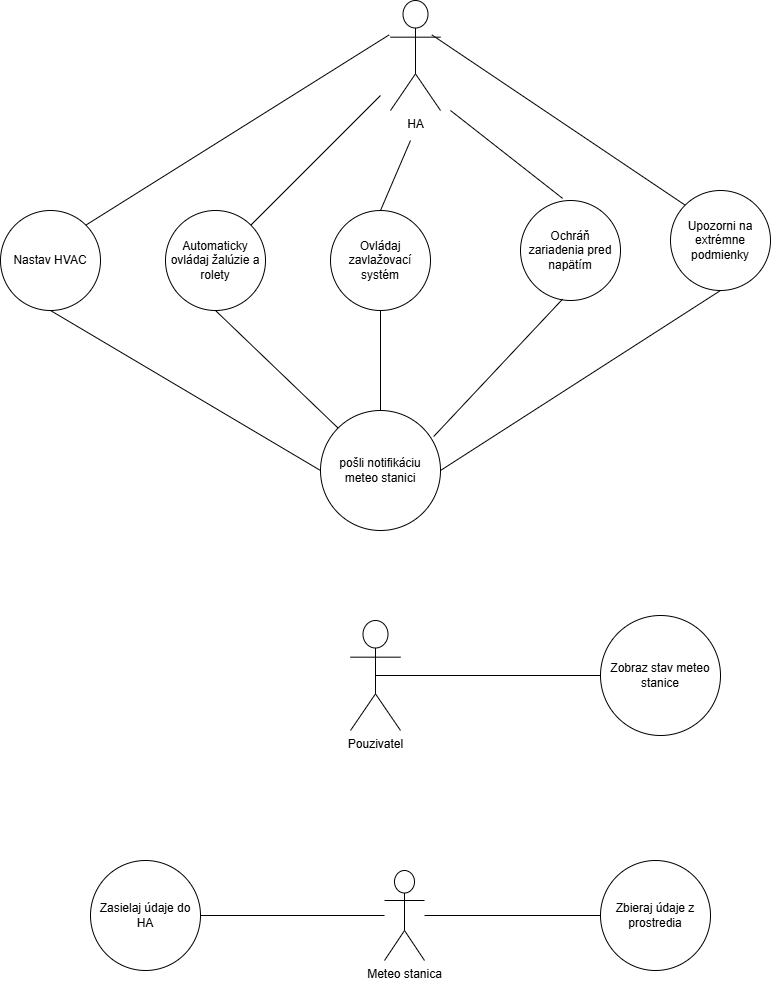 HA
Nastav HVAC
Automaticky
ovládaj žalúzie a
rolety
Ovládaj
zavlažovací
systém
Ochráň
zariadenia pred
napätím
Upozorni na
extrémne
podmienky
pošli notifikáciu
meteo stanici
Zobraz stav meteo
stanice
Pouzivatel
Zasielaj údaje do
HA
Zbieraj údaje z
prostredia
Meteo stanica